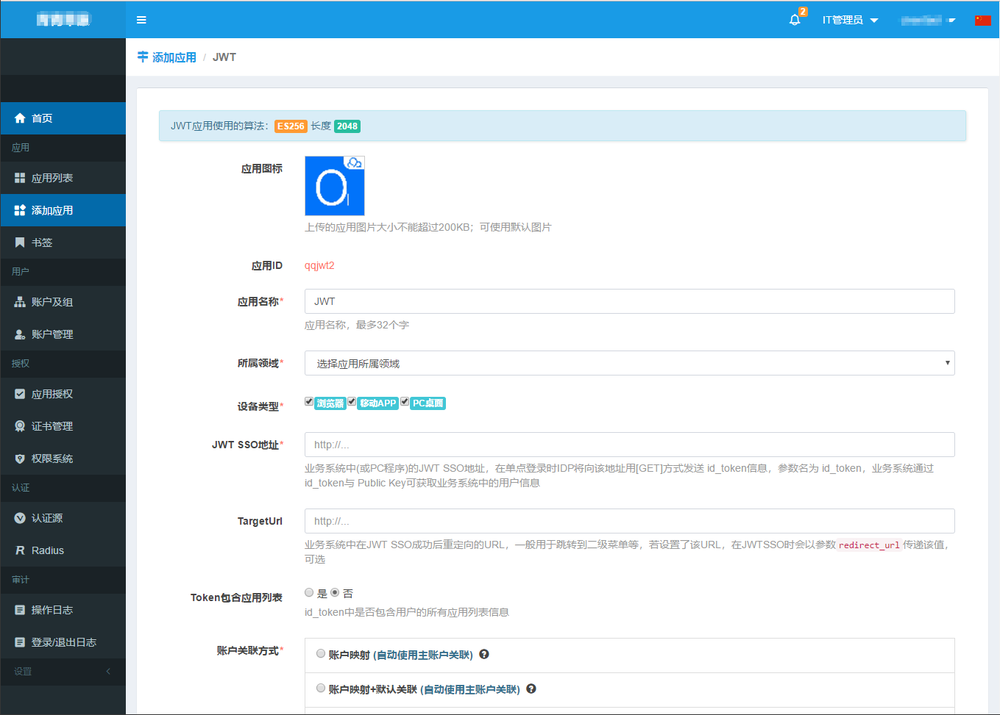 2
IT管理员
添加应用 / JWT
首页
应用
应用列表
添加应用
书签
用户
账户及组
账户管理
授权
应用授权
证书管理
权限系统
认证
认证源
Radius
审计
操作日志
登录/退出日志
设置
JWT应用使用的算法：ES256 长度 2048
应用图标
上传的应用图片大小不能超过200KB；可使用默认图片
应用ID qqjwt2
应用名称* JWT
应用名称，最多32个字
所属领域* 选择应用所属领域
设备类型* 浏览器 移动APP PC桌面
JWT SSO地址* http://...
业务系统中(或PC程序)的JWT SSO地址，在单点登录时IDP将向该地址用[GET]方式发送 id_token信息，参数名为 id_token，业务系统通过
id_token与 Public Key可获取业务系统中的用户信息
TargetUrl http://...
业务系统中在JWT SSO成功后重定向的URL，一般用于跳转到二级菜单等，若设置了该URL，在JWTSSO时会以参数 redirect_url 传递该值，
可选
Token包含应用列表 是 否
id_token中是否包含用户的所有应用列表信息
账户关联方式* 账户映射 (自动使用主账户关联)
账户映射+默认关联 (自动使用主账户关联)